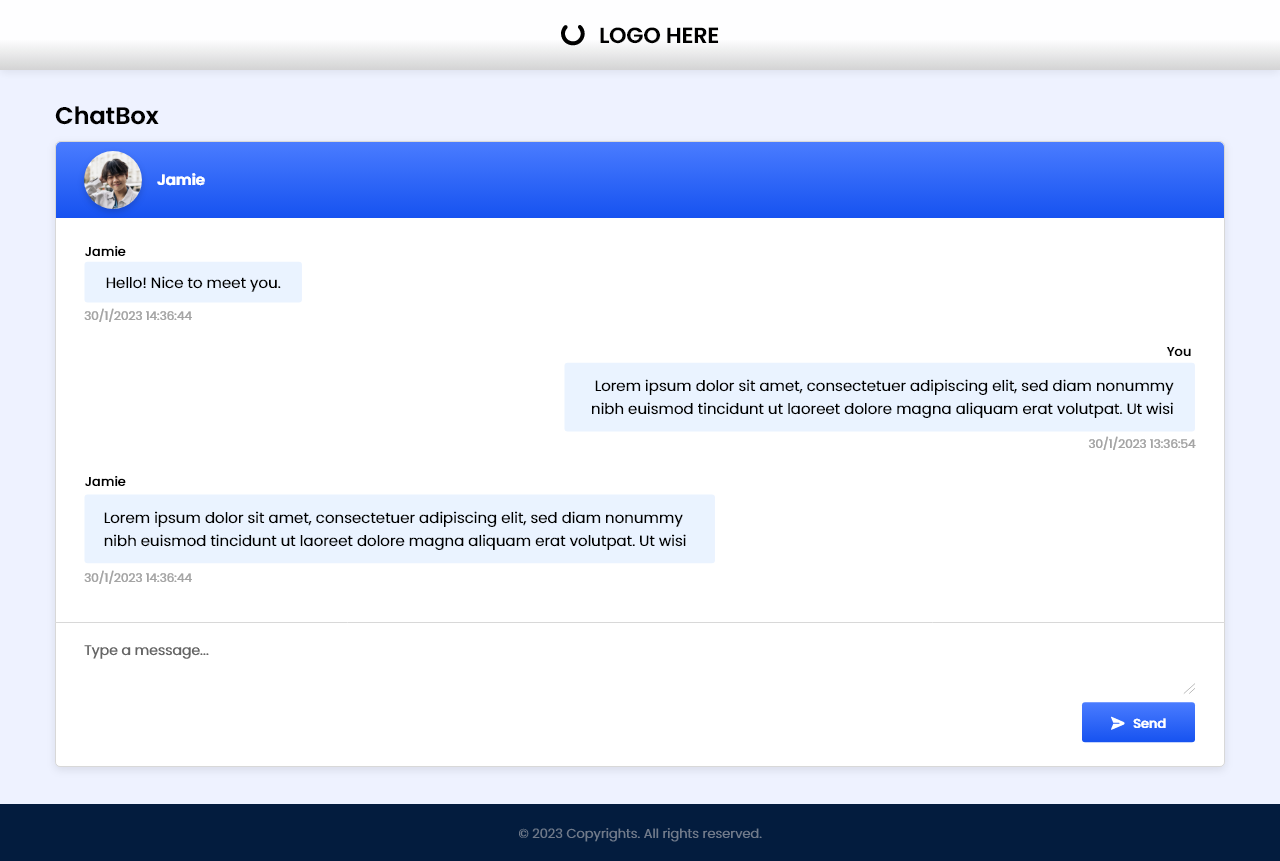 LOGO HERE
ChatBox
Jamie
Jamie
Hello! Nice to meet you.
30/1/2023 14:36:44
You
Lorem ipsum dolor sit amet, consectetuer adipiscing elit, sed diam nonummy
nibh euismod tincidunt ut laoreet dolore magna aliquam erat volutpat. Ut wisi
30/1/2023 13:36:54
Jamie
Lorem ipsum dolor sit amet, consectetuer adipiscing elit, sed diam nonummy
nibh euismod tincidunt ut laoreet dolore magna aliquam erat volutpat. Ut wisi
30/1/2023 14:36:44
Type a message...
Send
© 2023 Copyrights. All rights reserved.